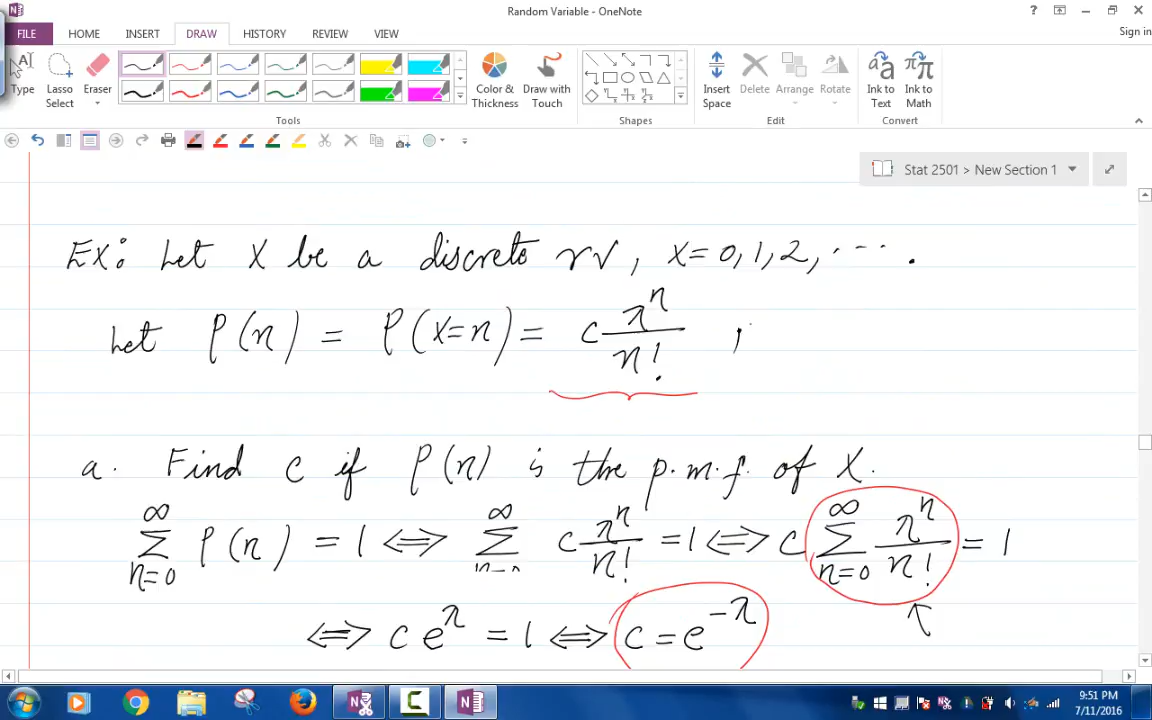 Random Variable - OneNote
? 
Sign in
FILE HOME INSERT DRAW HISTORY REVIEW VIEW
Type
Lasso Select
Eraser
Color & Thickness
Draw with Touch
Insert Space
Delete
Arrange
Rotate
Ink to Text
Ink to Math
Tools
Shapes
Edit
Convert
Stat 2501 > New Section 1
EX: Let X be a discrete rv, X=0,1,2,....
Let P(n) = P(X=n) = c λ^n / n! ,
a. Find c if P(n) is the p.m.f. of X.
∞ Σ n=0 P(n) = 1 ⟺ ∞ Σ n=0 c λ^n / n! = 1 ⟺ c ∞ Σ n=0 λ^n / n! = 1
⟺ c e^λ = 1 ⟺ c = e^-λ
9:51 PM
7/11/2016